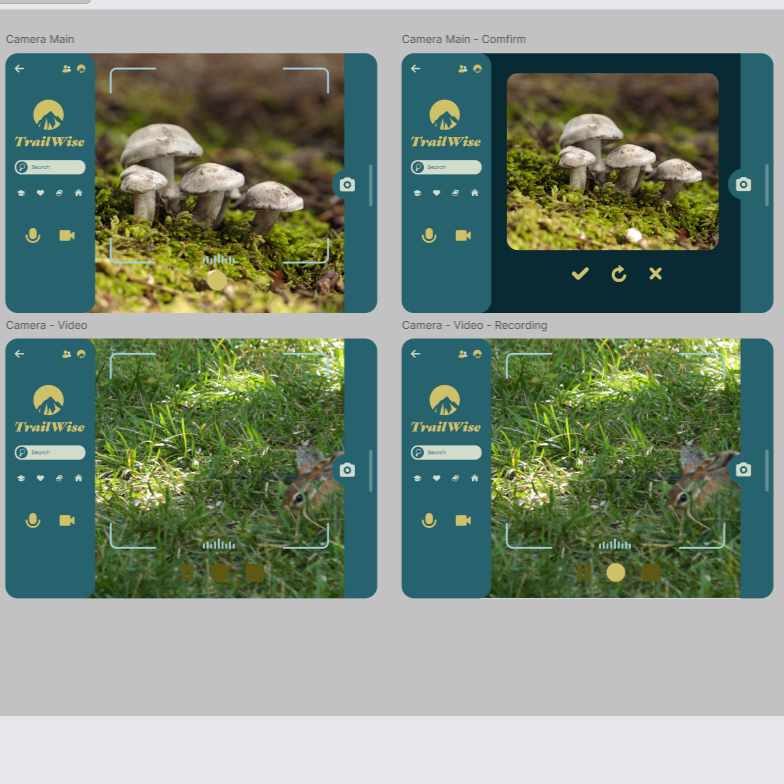 Camera Main
Camera Main - Comfirm
TrailWise
Search
TrailWise
Search
Camera - Video
Camera - Video - Recording
TrailWise
Search
TrailWise
Search